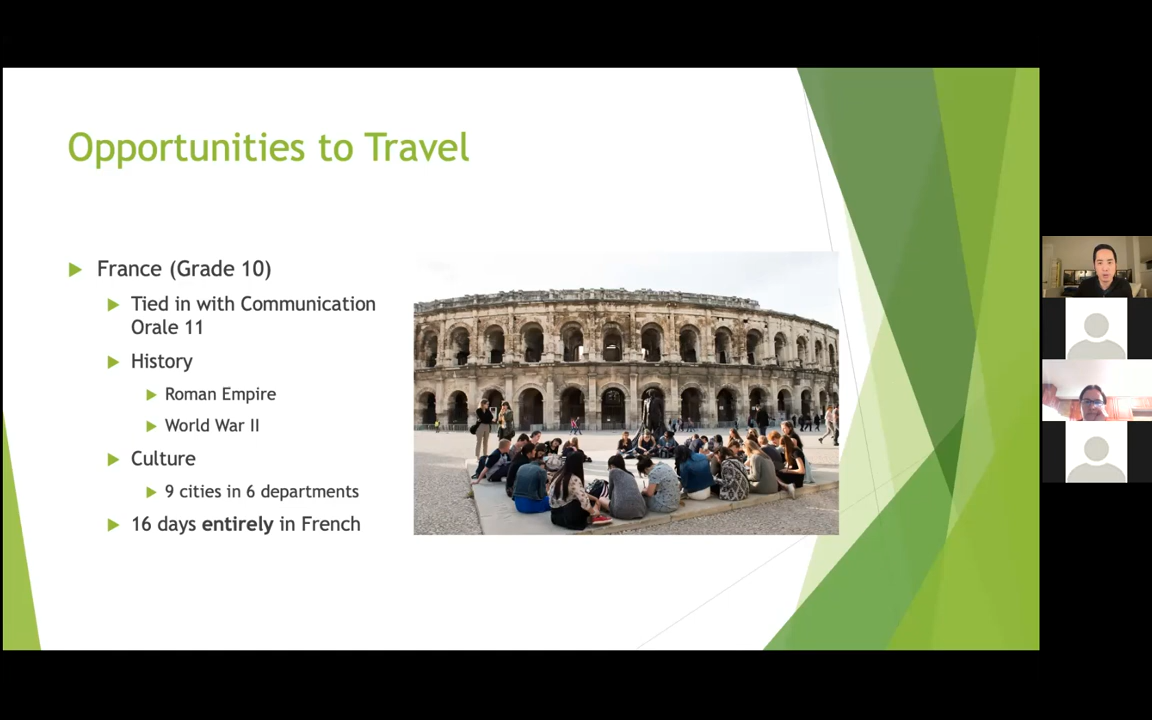 Opportunities to Travel
France (Grade 10)
Tied in with Communication
Orale 11
History
Roman Empire
World War II
Culture
9 cities in 6 departments
16 days entirely in French